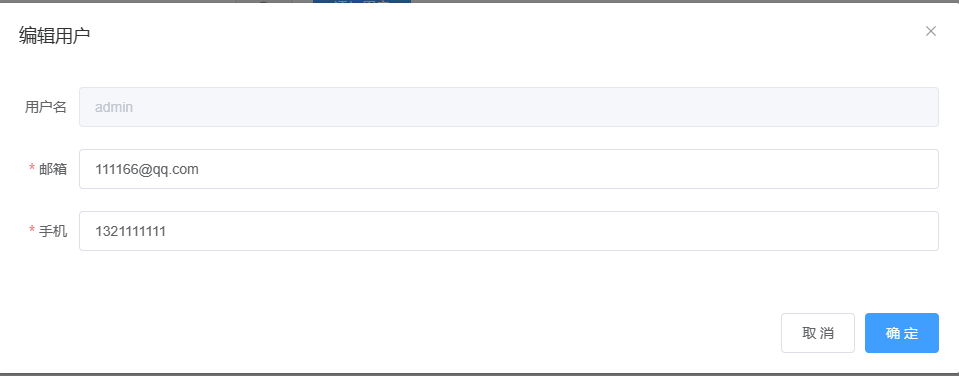 编辑用户
用户名 admin
* 邮箱 111166@qq.com
* 手机 1321111111
取消 确定